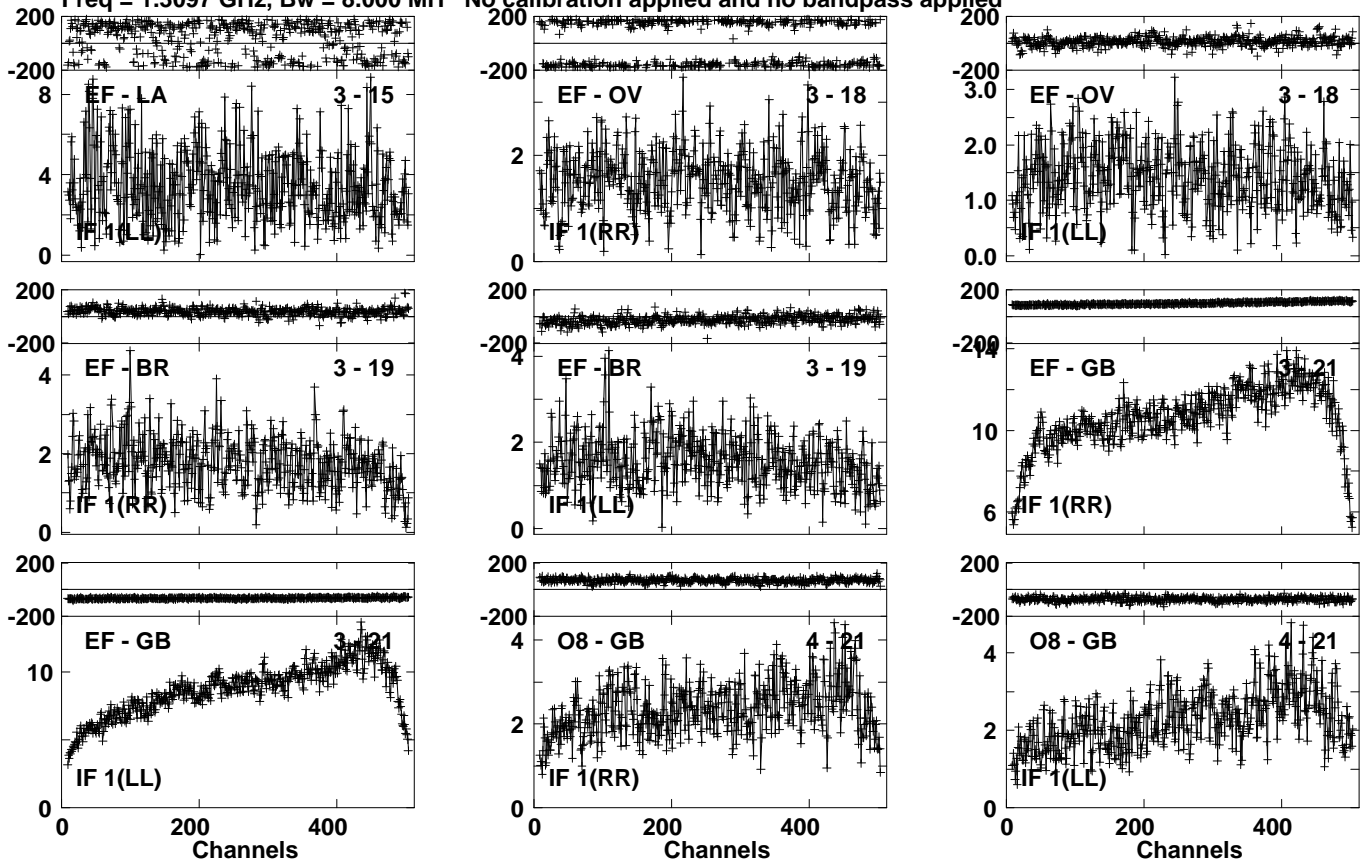 Freq = 1.3097 GHz, Bw = 8.000 MH No calibration applied and no bandpass applied
200
-200
8
4
0
EF - LA 3 - 15
IF 1(LL)
200
-200
2
0
EF - OV 3 - 18
IF 1(RR)
200
-200
3.0
2.0
1.0
0.0
EF - OV 3 - 18
IF 1(LL)
200
-200
4
2
0
EF - BR 3 - 19
IF 1(RR)
200
-200
4
2
0
EF - BR 3 - 19
IF 1(LL)
200
-200
14
10
6
EF - GB 3 - 21
IF 1(RR)
200
-200
10
0
EF - GB 3 - 21
IF 1(LL)
0 200 400
Channels
200
-200
4
2
0
O8 - GB 4 - 21
IF 1(RR)
0 200 400
Channels
200
-200
4
2
0
O8 - GB 4 - 21
IF 1(LL)
0 200 400
Channels